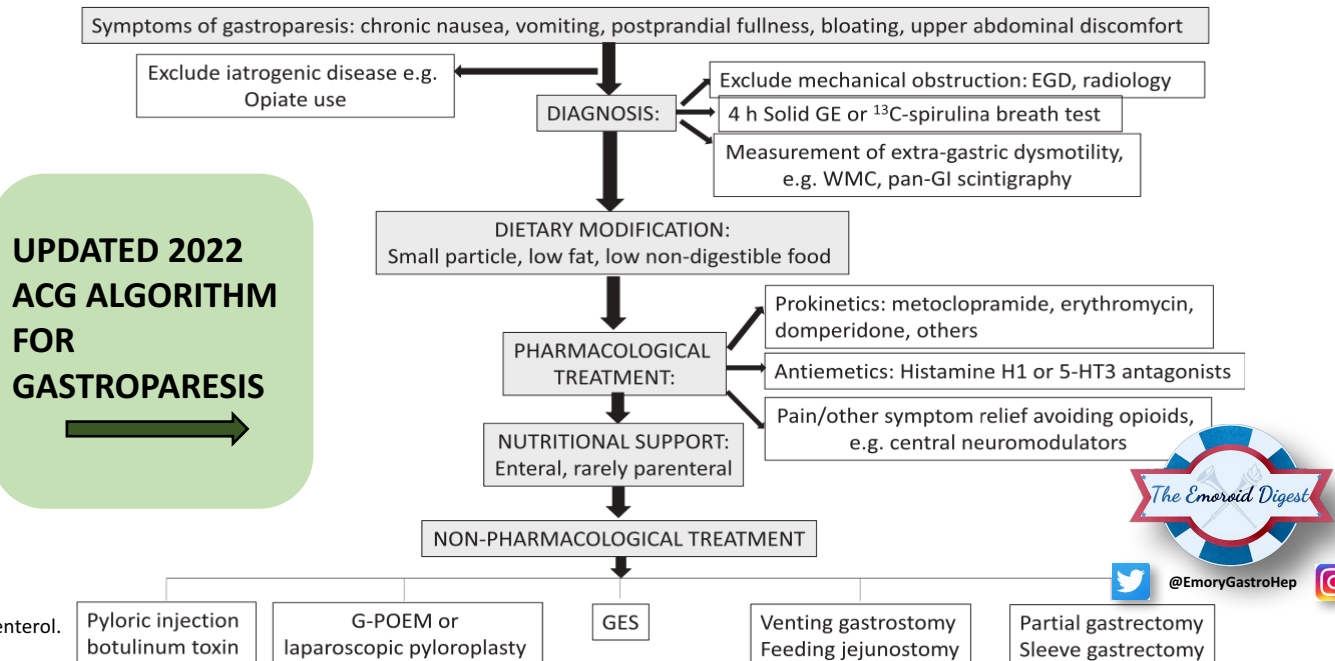 Symptoms of gastroparesis: chronic nausea, vomiting, postprandial fullness, bloating, upper abdominal discomfort
Exclude iatrogenic disease e.g.
Opiate use
DIAGNOSIS:
Exclude mechanical obstruction: EGD, radiology
4 h Solid GE or ¹³C-spirulina breath test
Measurement of extra-gastric dysmotility,
e.g. WMC, pan-GI scintigraphy
UPDATED 2022
ACG ALGORITHM
FOR
GASTROPARESIS
DIETARY MODIFICATION:
Small particle, low fat, low non-digestible food
PHARMACOLOGICAL
TREATMENT:
Prokinetics: metoclopramide, erythromycin,
domperidone, others
Antiemetics: Histamine H1 or 5-HT3 antagonists
Pain/other symptom relief avoiding opioids,
e.g. central neuromodulators
NUTRITIONAL SUPPORT:
Enteral, rarely parenteral
The Emoroid Digest
NON-PHARMACOLOGICAL TREATMENT
@EmoryGastroHep
enterol.
Pyloric injection
botulinum toxin
G-POEM or
laparoscopic pyloroplasty
GES
Venting gastrostomy
Feeding jejunostomy
Partial gastrectomy
Sleeve gastrectomy